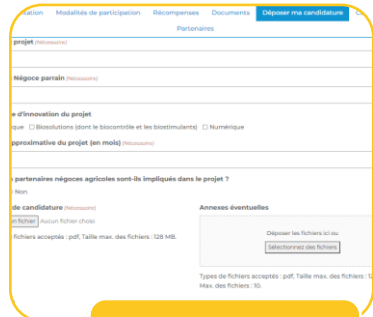 tation Modalités de participation Récompenses Documents Déposer ma candidature C
Partenaires
projet (Nécessaire)
Négoce parrain (Nécessaire)
e d'innovation du projet
ique Biosolutions (dont le biocontrôle et les biostimulants) Numérique
pproximative du projet (en mois) (Nécessaire)
partenaires négoces agricoles sont-ils impliqués dans le projet ?
Non
de candidature (Nécessaire) Annexes éventuelles
n fichier Aucun fichier choisi
Déposer les fichiers ici ou
fichiers acceptés : pdf, Taille max. des fichiers : 128 MB.
Sélectionnez des fichiers
Types de fichiers acceptés : pdf, Taille max. des fichiers : 12
Max. des fichiers : 10.